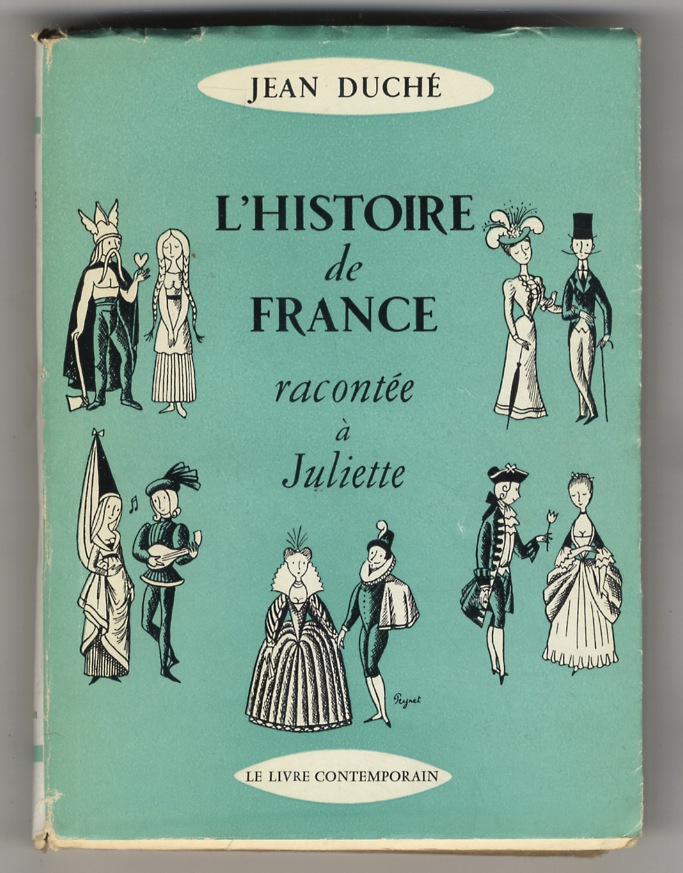 JEAN DUCHÉ
L'HISTOIRE
de
FRANCE
racontée
à
Juliette
Peynet
LE LIVRE CONTEMPORAIN